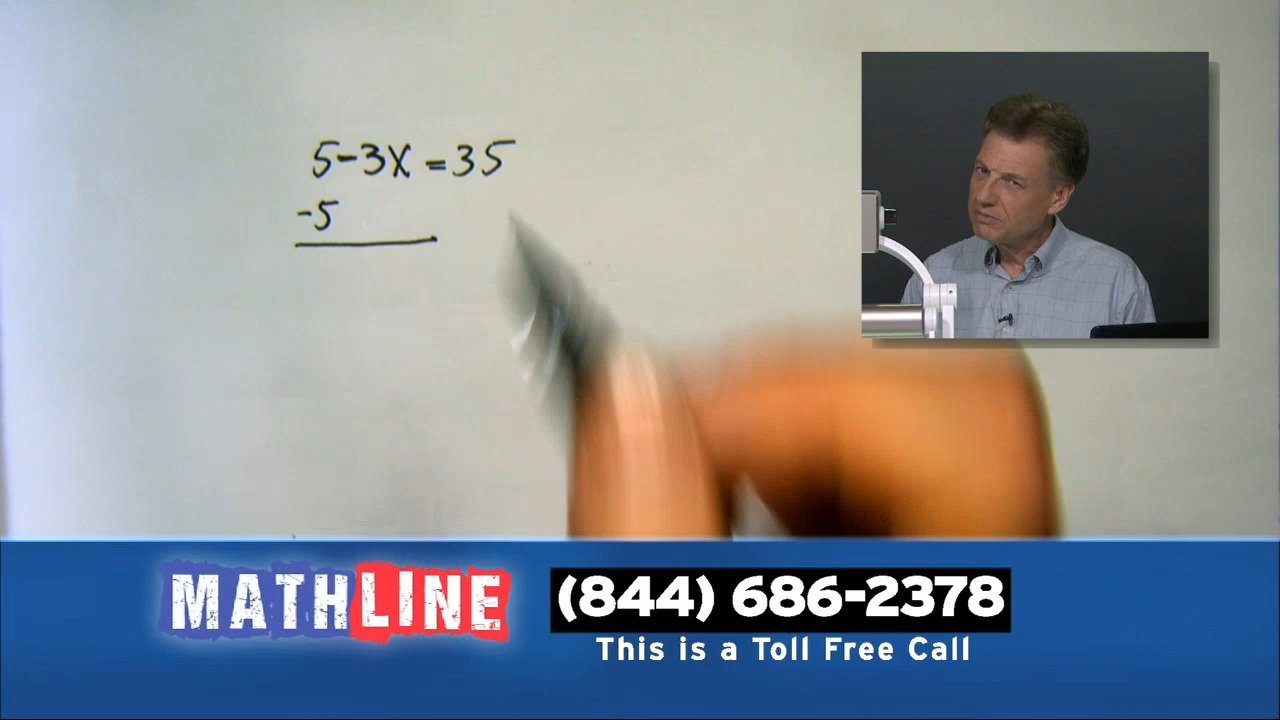 5-3X=35
-5
MATHLINE
(844) 686-2378
This is a Toll Free Call